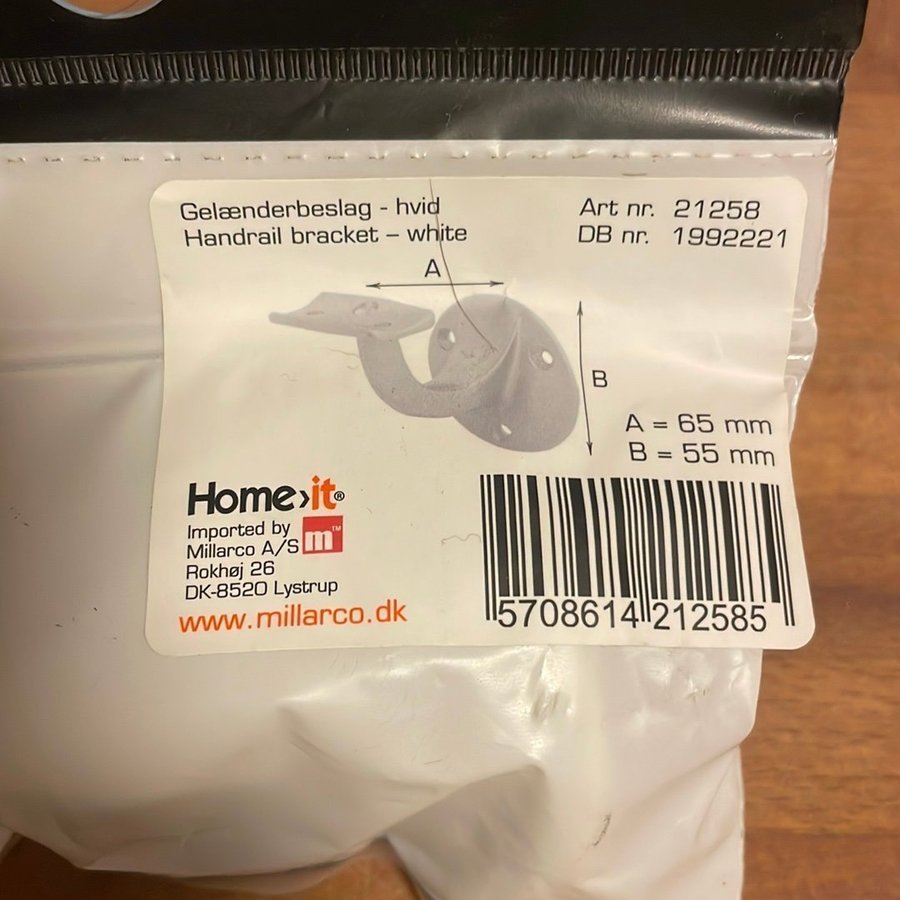 Gelænderbeslag - hvid
Handrail bracket – white
Art nr. 21258
DB nr. 1992221
A
B
A = 65 mm
B = 55 mm
Home›it®
Imported by
Millarco A/S
m™
Rokhøj 26
DK-8520 Lystrup
www.millarco.dk
5708614 212585